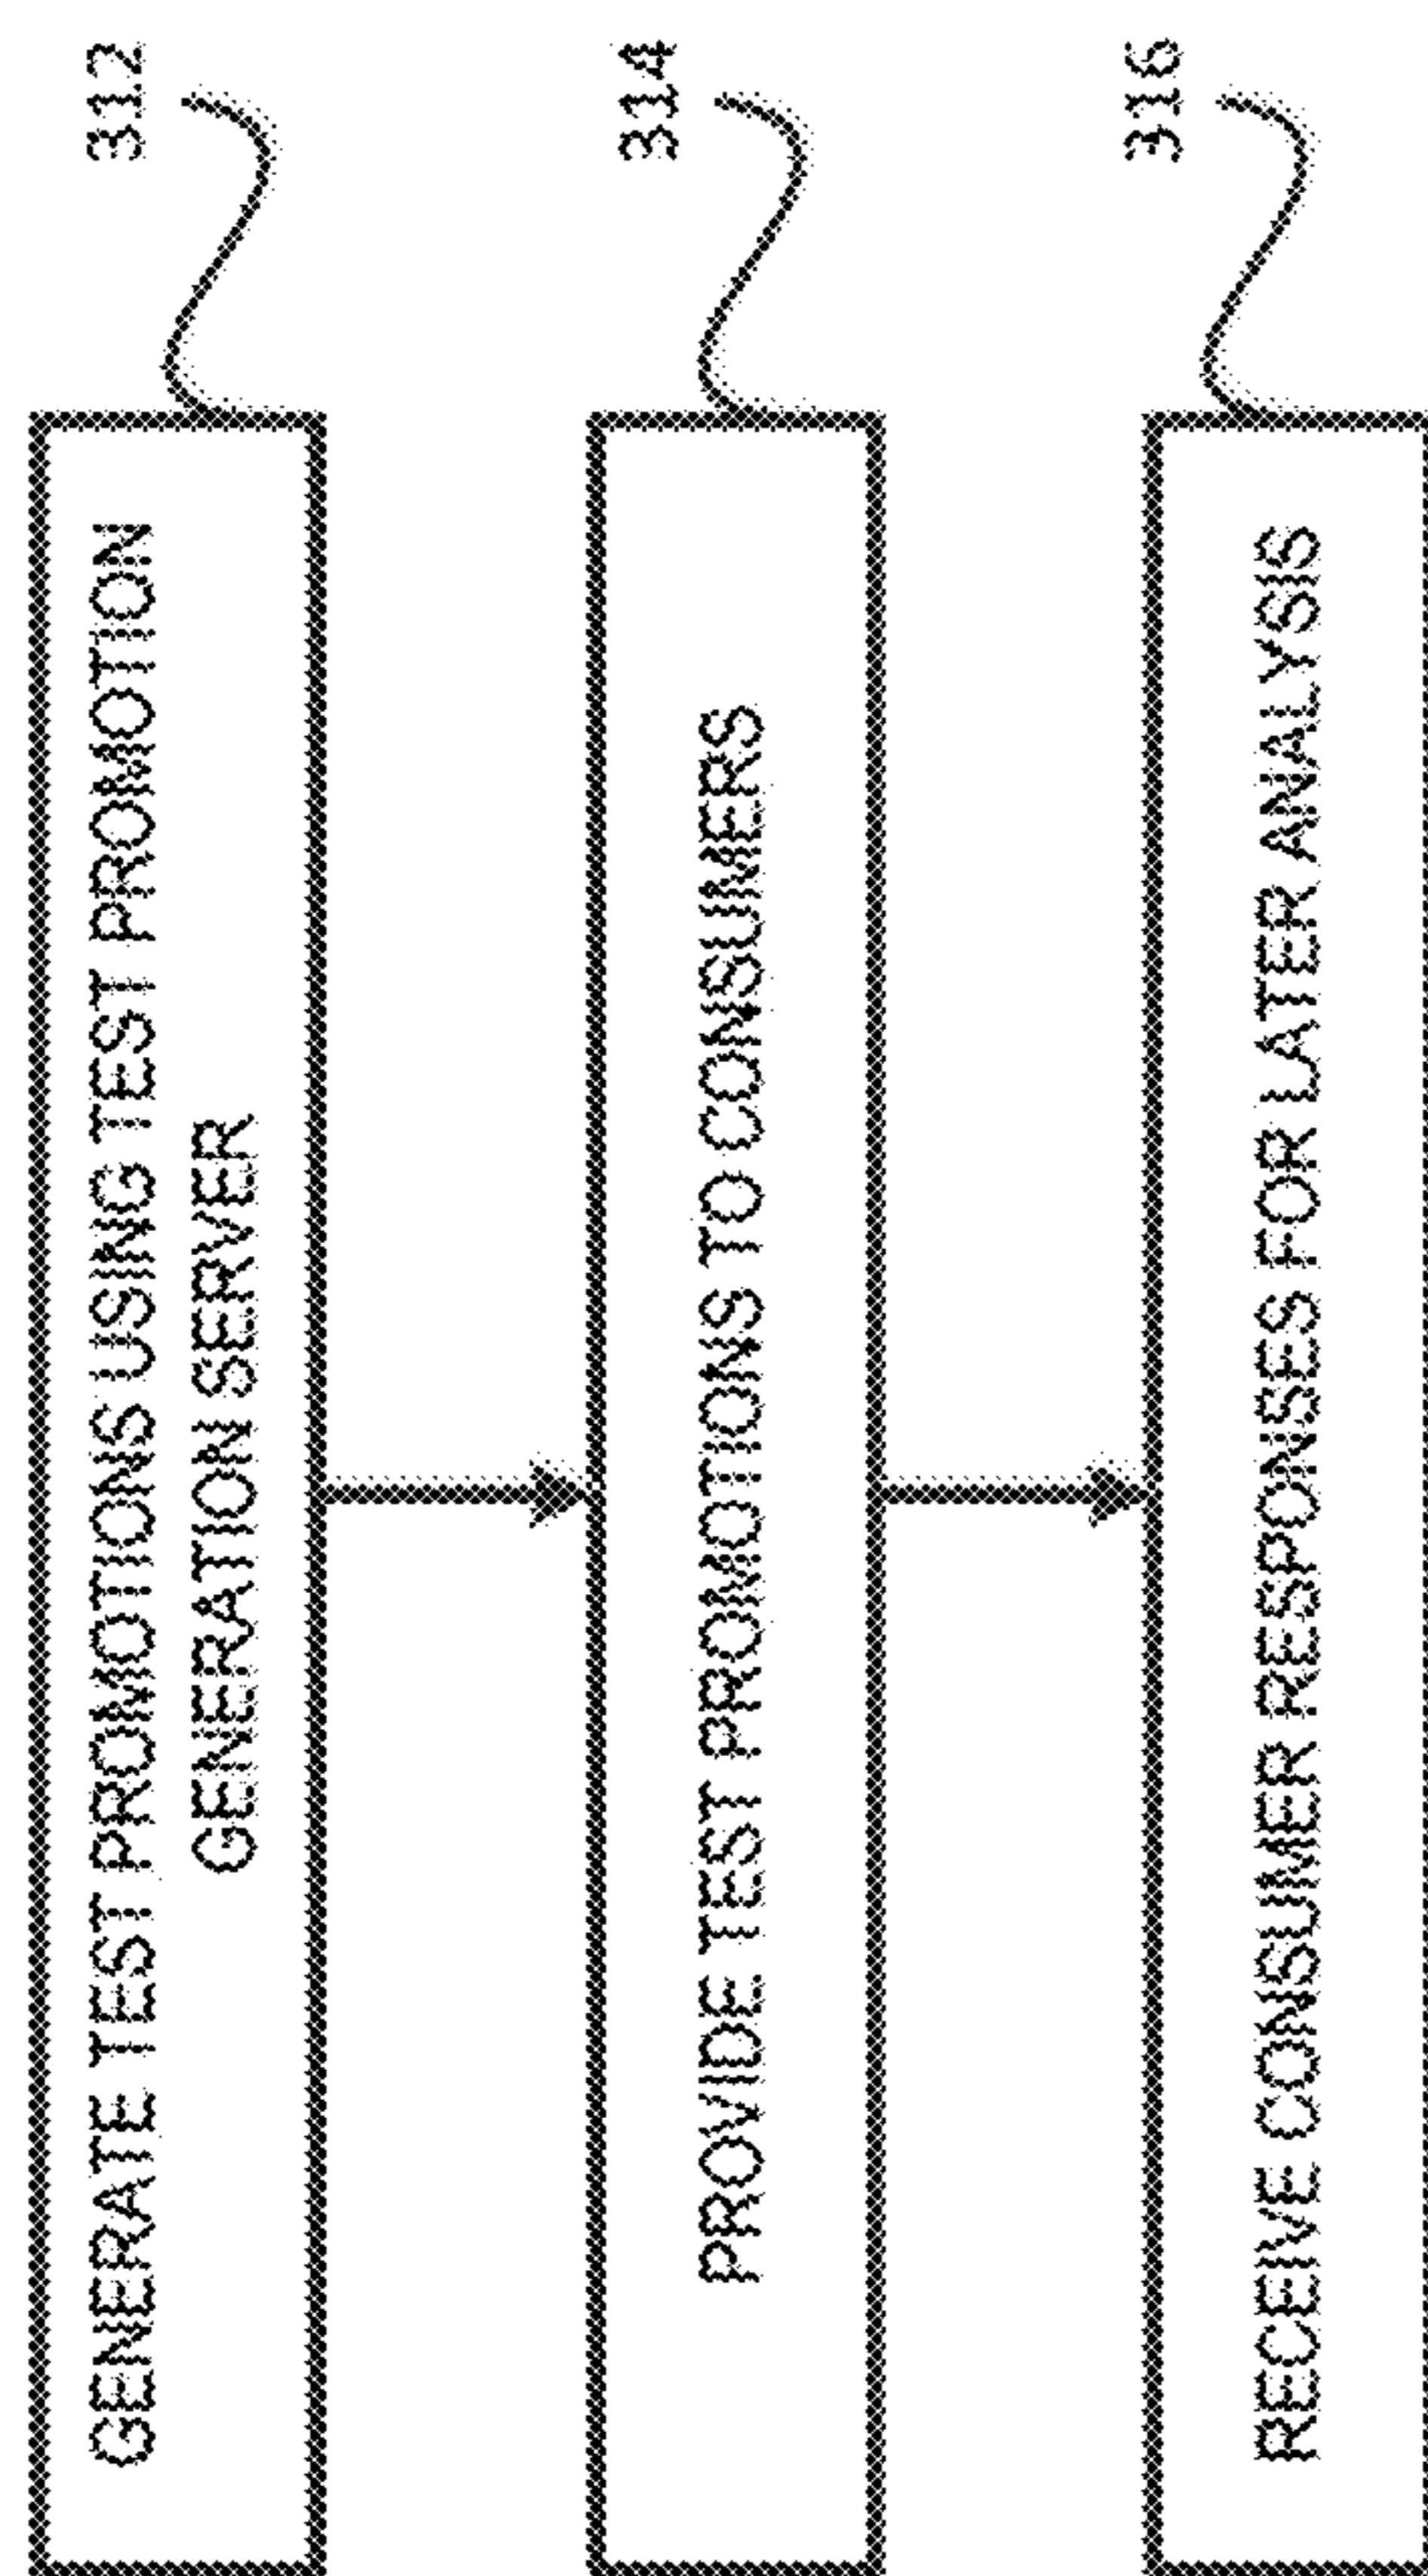 GENERATE TEST PROMOTIONS USING TEST PROMOTION
GENERATION SERVER
312
PROVIDE TEST PROMOTIONS TO CONSUMERS
314
RECEIVE CONSUMER RESPONSES FOR LATER ANALYSIS
316